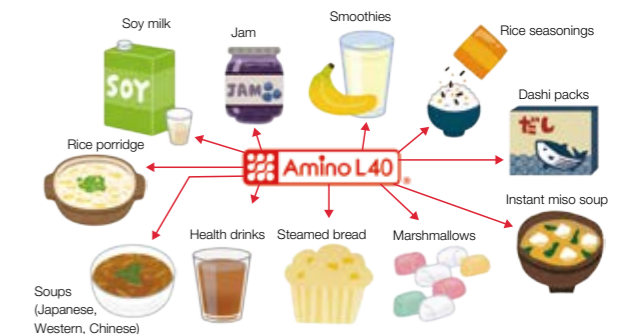 Smoothies
Soy milk
Jam
Rice seasonings
SOY
JAM
Dashi packs
だし
Rice porridge
Amino L40®
Instant miso soup
Health drinks
Steamed bread
Marshmallows
Soups
(Japanese,
Western, Chinese)